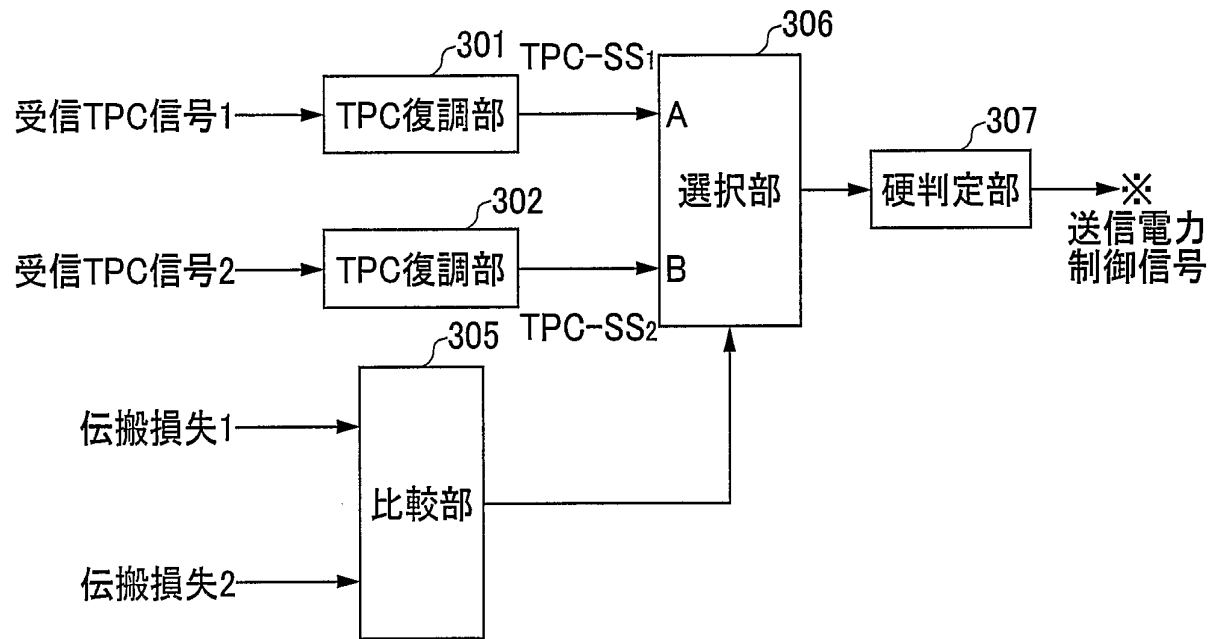 306
301
TPC-SS1
受信TPC信号1
TPC復調部
A
307
選択部
硬判定部
※
送信電力
制御信号
302
受信TPC信号2
TPC復調部
B
TPC-SS2
305
伝搬損失1
比較部
伝搬損失2